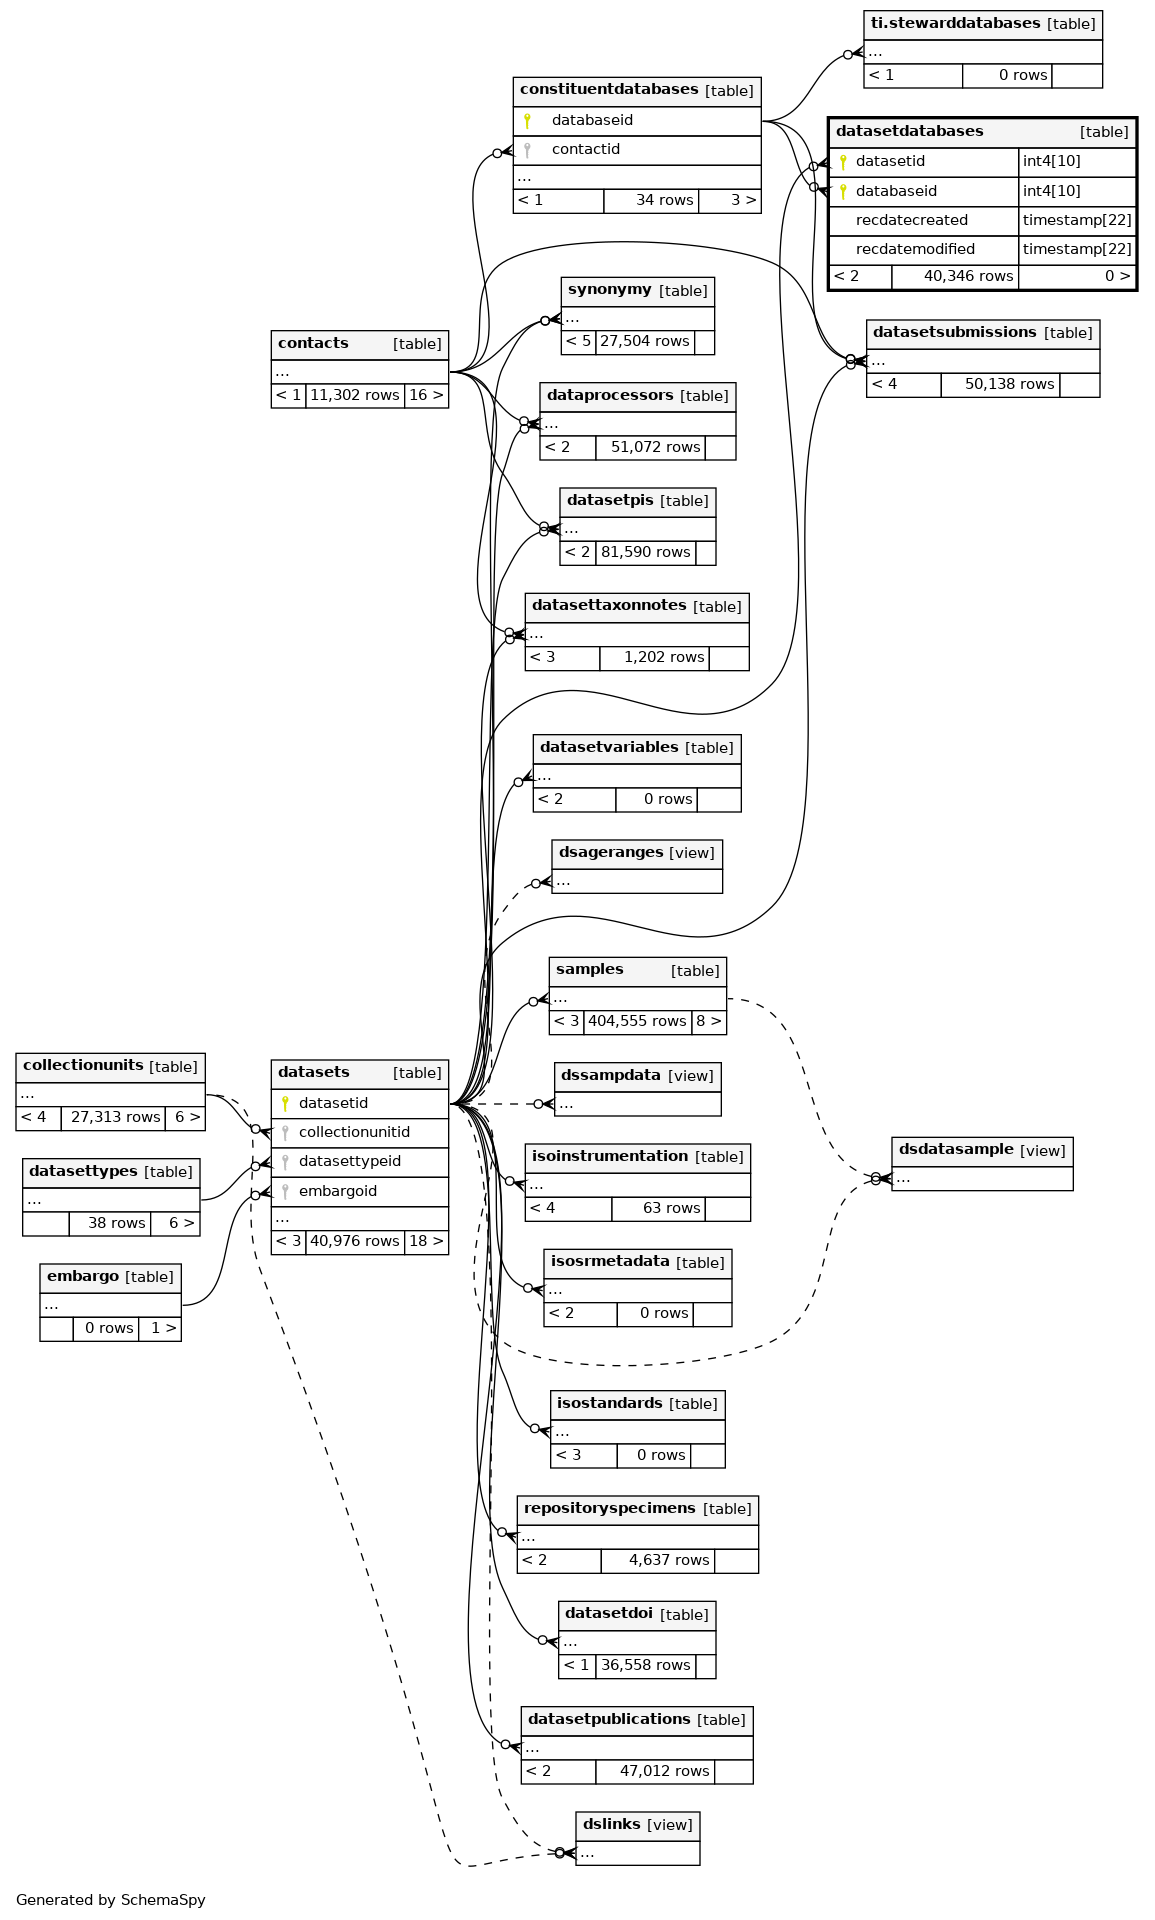 ti.stewarddatabases [table]
...
< 1 0 rows
constituentdatabases [table]
databaseid
contactid
...
< 1 34 rows 3 >
datasetdatabases [table]
datasetid int4[10]
databaseid int4[10]
recdatecreated timestamp[22]
recdatemodified timestamp[22]
< 2 40,346 rows 0 >
synonymy [table]
...
< 5 27,504 rows
datasetsubmissions [table]
...
< 4 50,138 rows
contacts [table]
...
< 1 11,302 rows 16 >
dataprocessors [table]
...
< 2 51,072 rows
datasetpis [table]
...
< 2 81,590 rows
datasettaxonnotes [table]
...
< 3 1,202 rows
datasetvariables [table]
...
< 2 0 rows
dsageranges [view]
...
samples [table]
...
< 3 404,555 rows 8 >
collectionunits [table]
...
< 4 27,313 rows 6 >
datasets [table]
datasetid
collectionunitid
datasettypeid
embargoid
...
< 3 40,976 rows 18 >
dssampdata [view]
...
datasettypes [table]
...
38 rows 6 >
isoinstrumentation [table]
...
< 4 63 rows
dsdatasample [view]
...
embargo [table]
...
0 rows 1 >
isosrmetadata [table]
...
< 2 0 rows
isostandards [table]
...
< 3 0 rows
repositoryspecimens [table]
...
< 2 4,637 rows
datasetdoi [table]
...
< 1 36,558 rows
datasetpublications [table]
...
< 2 47,012 rows
dslinks [view]
...
Generated by SchemaSpy